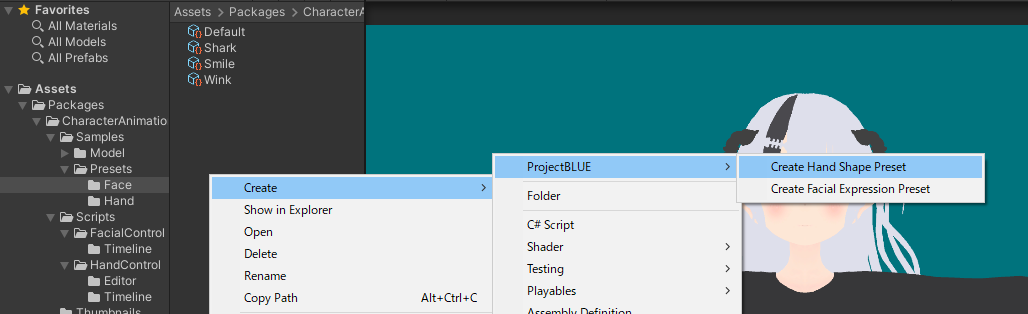 Favorites
All Materials
All Models
All Prefabs
Assets
Packages
CharacterAnimatio
Samples
Model
Presets
Face
Hand
Scripts
FacialControl
Timeline
HandControl
Editor
Timeline
Thumbnails
Assets > Packages > CharacterA
Default
Shark
Smile
Wink
Create
Show in Explorer
Open
Delete
Rename
Copy Path Alt+Ctrl+C
ProjectBLUE
Folder
C# Script
Shader
Testing
Playables
Assembly Definition
Create Hand Shape Preset
Create Facial Expression Preset